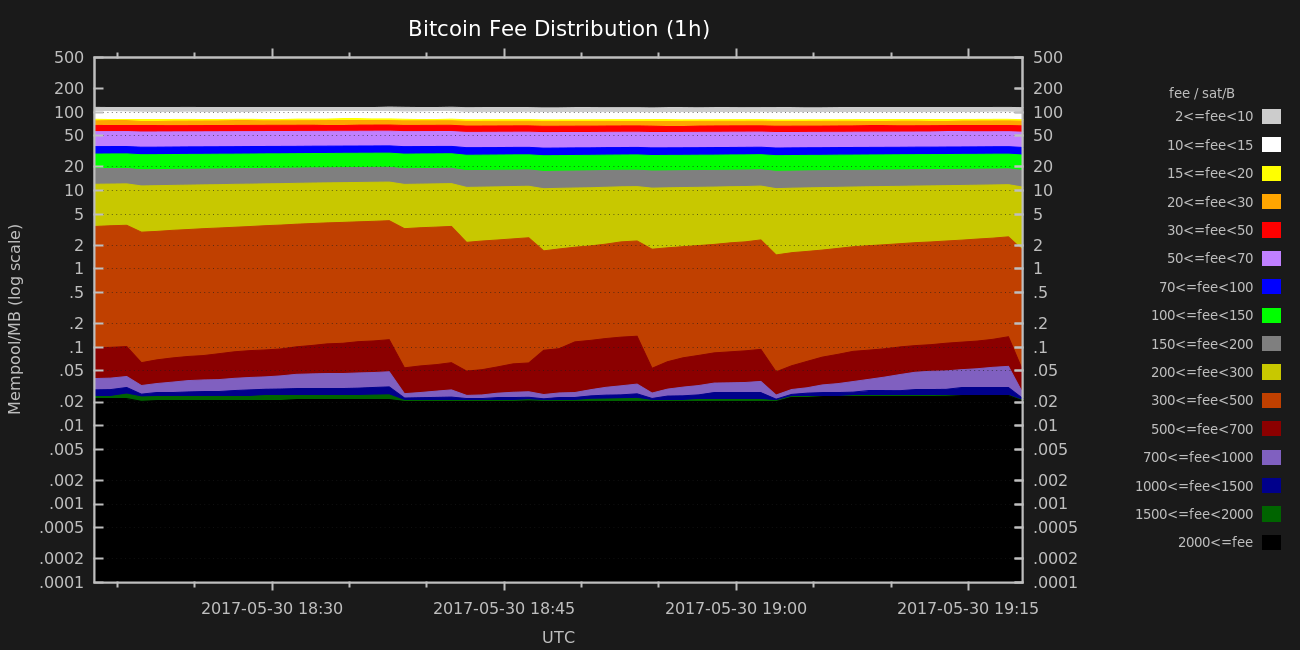 Bitcoin Fee Distribution (1h)
Mempool/MB (log scale)
500
200
100
50
20
10
5
2
1
.5
.2
.1
.05
.02
.01
.005
.002
.001
.0005
.0002
.0001
500
200
100
50
20
10
5
2
1
.5
.2
.1
.05
.02
.01
.005
.002
.001
.0005
.0002
.0001
2017-05-30 18:30
2017-05-30 18:45
2017-05-30 19:00
2017-05-30 19:15
UTC
fee / sat/B
2<=fee<10
10<=fee<15
15<=fee<20
20<=fee<30
30<=fee<50
50<=fee<70
70<=fee<100
100<=fee<150
150<=fee<200
200<=fee<300
300<=fee<500
500<=fee<700
700<=fee<1000
1000<=fee<1500
1500<=fee<2000
2000<=fee